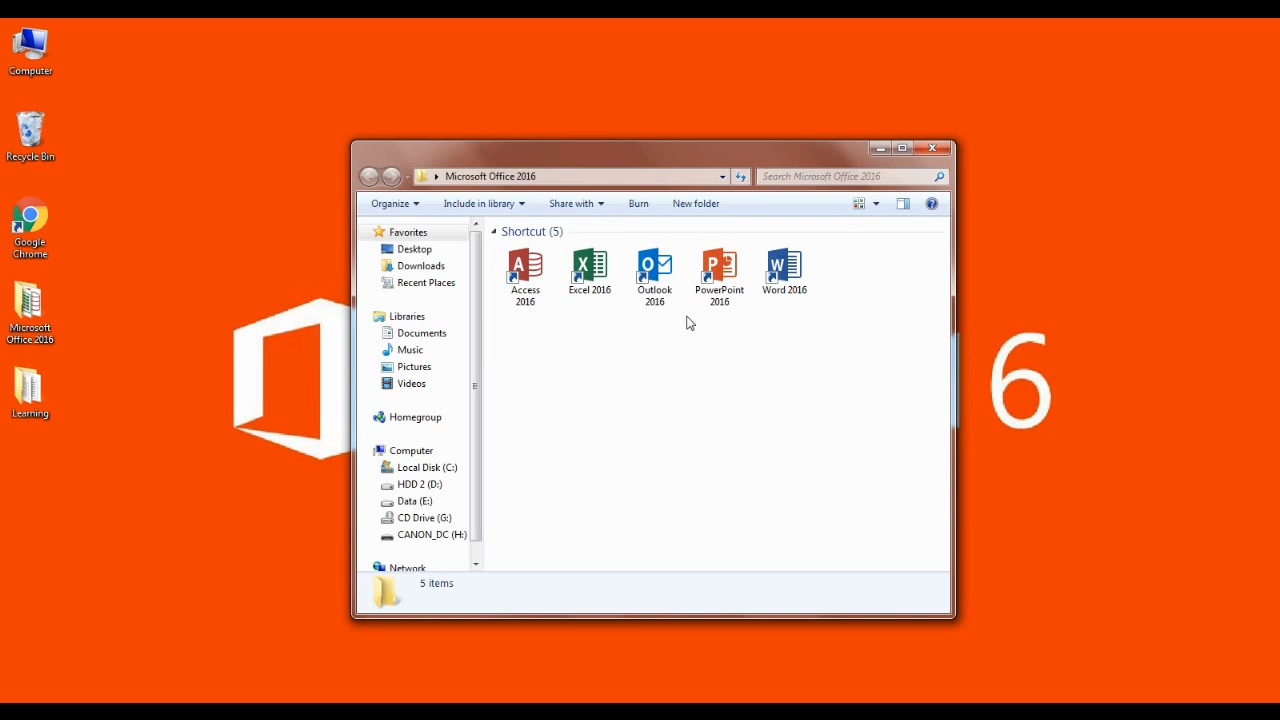 Computer
Recycle Bin
Google
Chrome
Microsoft
Office 2016
Learning
Microsoft Office 2016
Search Microsoft Office 2016
Organize
Include in library
Share with
Burn
New folder
Favorites
Desktop
Downloads
Recent Places
Libraries
Documents
Music
Pictures
Videos
Homegroup
Computer
Local Disk (C:)
HDD 2 (D:)
Data (E:)
CD Drive (G:)
CANON_DC (H:)
Network
Shortcut (5)
Access
2016
Excel 2016
Outlook
2016
PowerPoint
2016
Word 2016
5 items
6